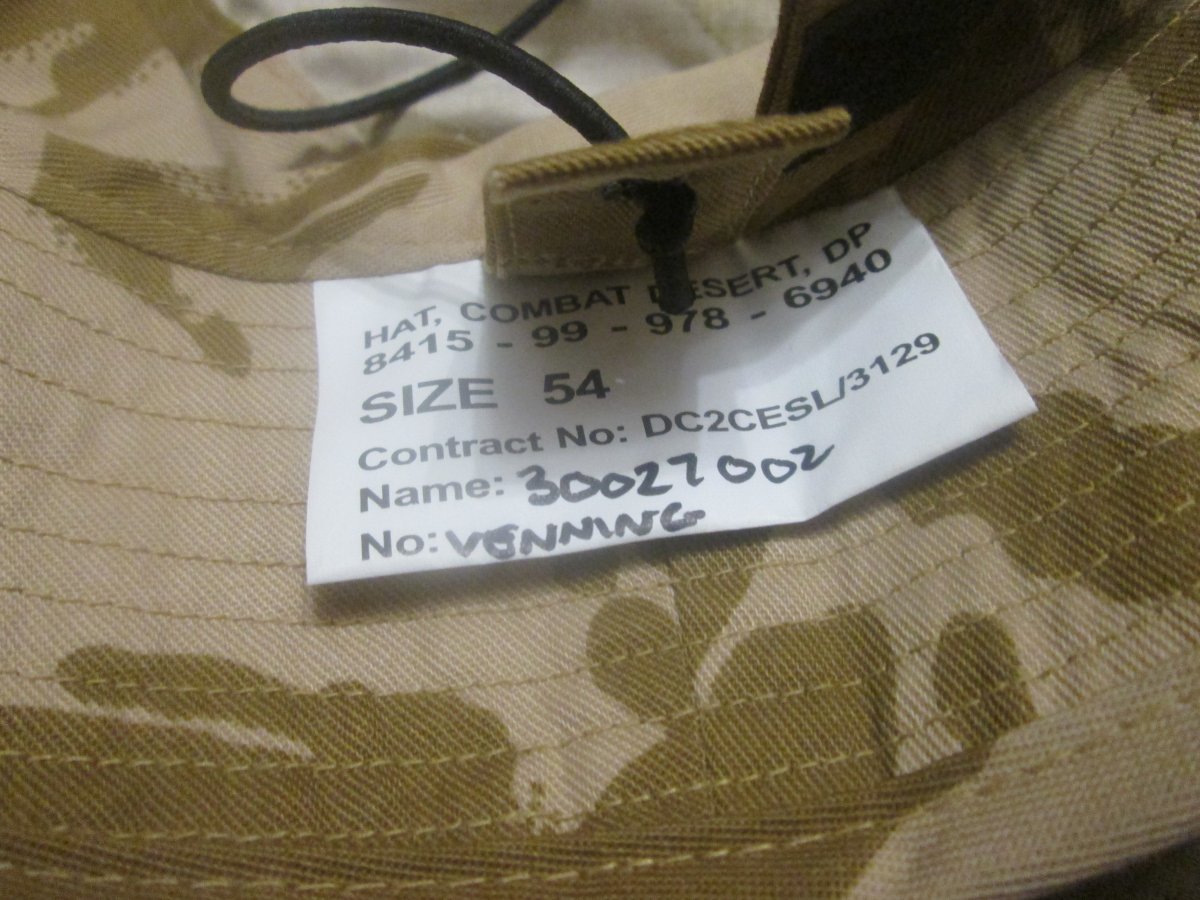 HAT, COMBAT DESERT, DP
8415 - 99 - 978 - 6940
SIZE 54
Contract No: DC2CESL/3129
Name: 30027002
No: VENNING